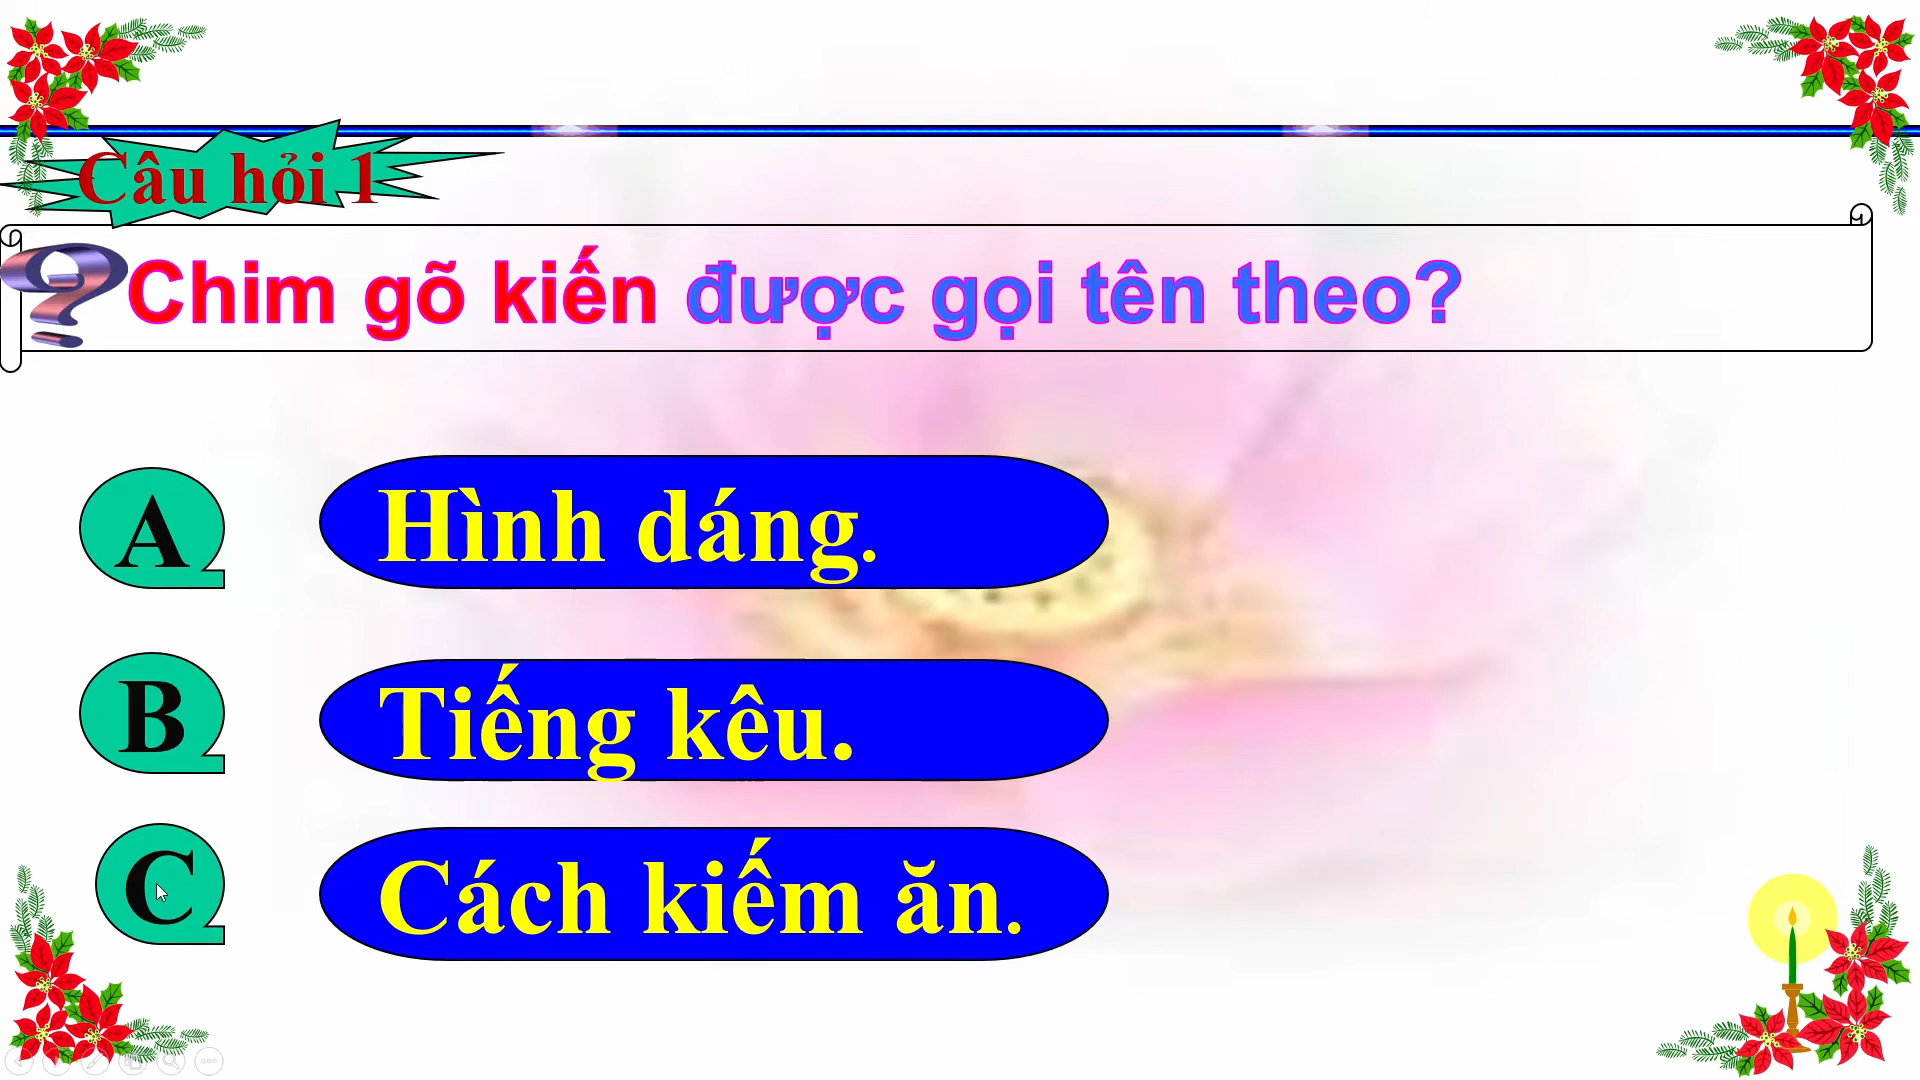 Câu hỏi 1
Chim gõ kiến được gọi tên theo?
A
Hình dáng.
B
Tiếng kêu.
C
Cách kiếm ăn.